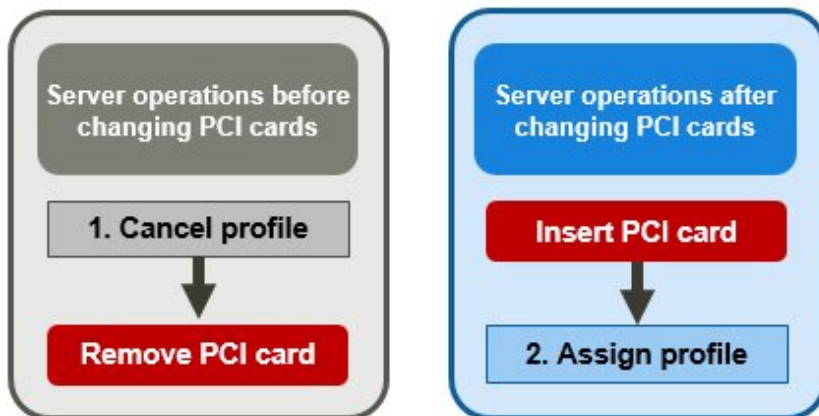 Server operations before
changing PCI cards
1. Cancel profile
Remove PCI card
Server operations after
changing PCI cards
Insert PCI card
2. Assign profile